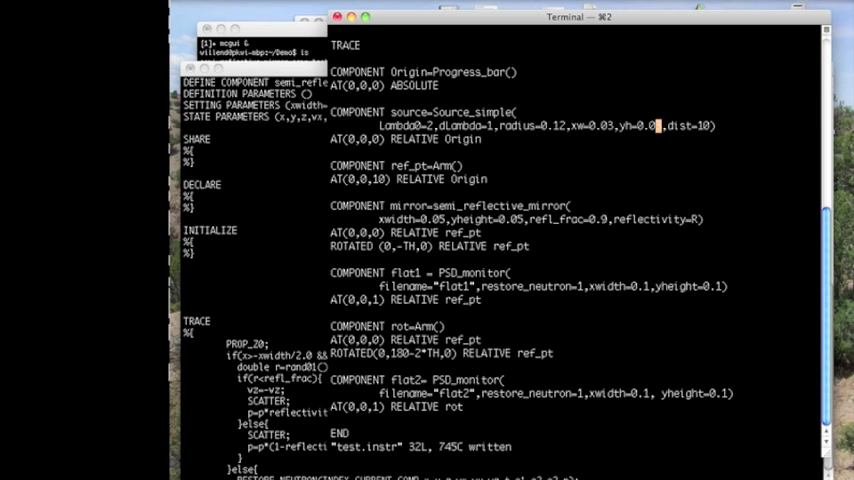 Terminal — ⌘2
[1]+ mcgui &
willend@pkwi-mbp:~/Demo$ ls
DEFINE COMPONENT semi_refle
DEFINITION PARAMETERS ()
SETTING PARAMETERS (xwidth=
STATE PARAMETERS (x,y,z,vx,
SHARE
%{
%}
DECLARE
%{
%}
INITIALIZE
%{
%}
TRACE
%{
PROP_Z0;
if(x>-xwidth/2.0 &&
double r=rand01()
if(r<refl_frac){
vz=-vz;
SCATTER;
p=p*reflectivit
}else{
SCATTER;
p=p*(1-reflecti
}
}else{
TRACE
COMPONENT Origin=Progress_bar()
AT(0,0,0) ABSOLUTE
COMPONENT source=Source_simple(
Lambda0=2,dLambda=1,radius=0.12,xw=0.03,yh=0.0 ,dist=10)
AT(0,0,0) RELATIVE Origin
COMPONENT ref_pt=Arm()
AT(0,0,10) RELATIVE Origin
COMPONENT mirror=semi_reflective_mirror(
xwidth=0.05,yheight=0.05,refl_frac=0.9,reflectivity=R)
AT(0,0,0) RELATIVE ref_pt
ROTATED (0,-TH,0) RELATIVE ref_pt
COMPONENT flat1 = PSD_monitor(
filename="flat1",restore_neutron=1,xwidth=0.1,yheight=0.1)
AT(0,0,1) RELATIVE ref_pt
COMPONENT rot=Arm()
AT(0,0,0) RELATIVE ref_pt
ROTATED(0,180-2*TH,0) RELATIVE ref_pt
COMPONENT flat2= PSD_monitor(
filename="flat2",restore_neutron=1,xwidth=0.1, yheight=0.1)
AT(0,0,1) RELATIVE rot
END
"test.instr" 32L, 745C written